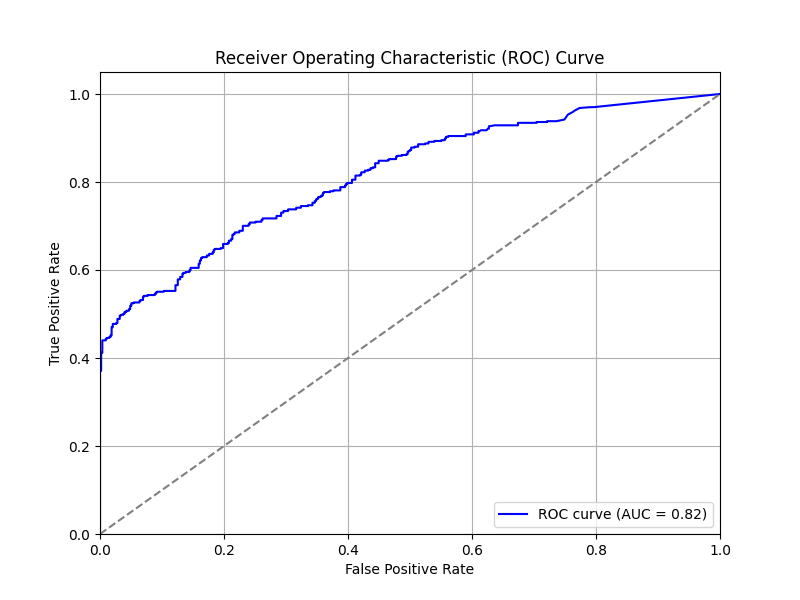 Receiver Operating Characteristic (ROC) Curve
1.0
0.8
0.6
0.4
0.2
0.0
True Positive Rate
ROC curve (AUC = 0.82)
0.0 0.2 0.4 0.6 0.8 1.0
False Positive Rate